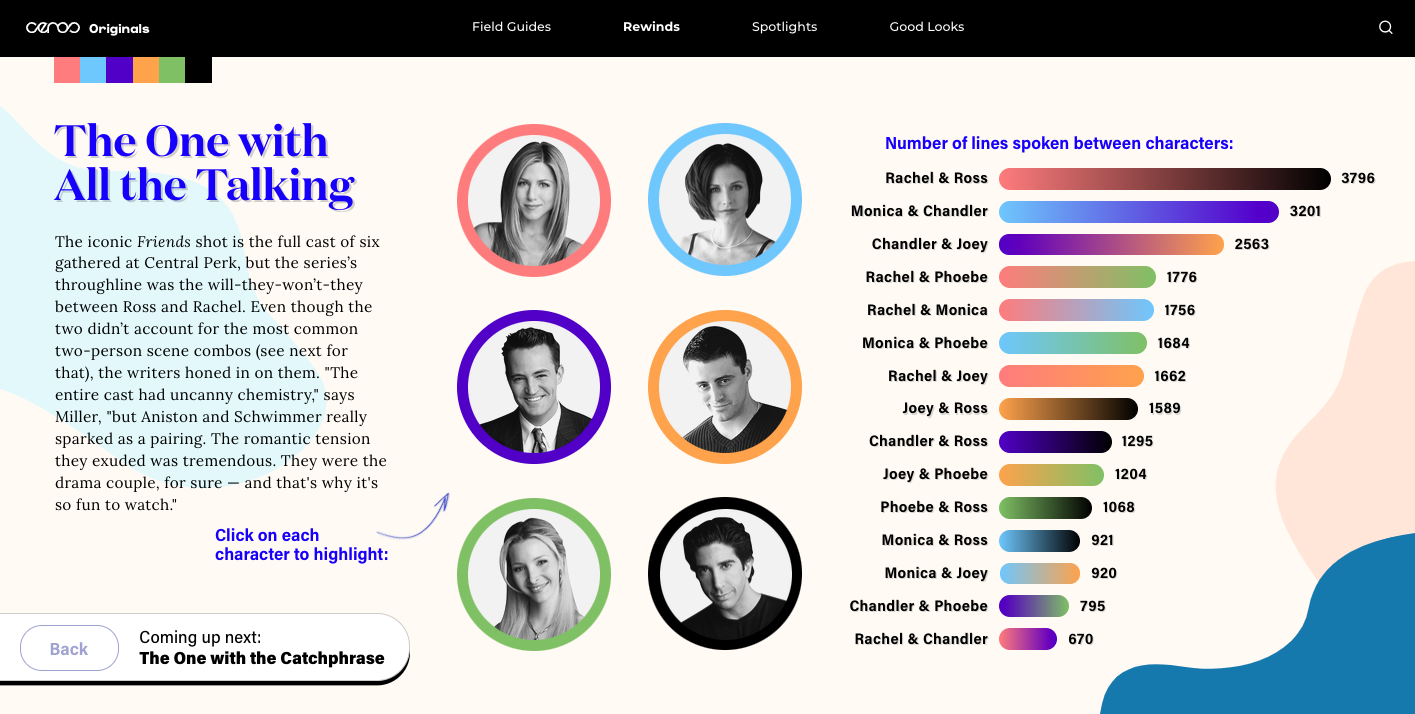 ceros Originals
Field Guides
Rewinds
Spotlights
Good Looks
The One with
All the Talking
The iconic Friends shot is the full cast of six
gathered at Central Perk, but the series’s
throughline was the will-they-won’t-they
between Ross and Rachel. Even though the
two didn’t account for the most common
two-person scene combos (see next for
that), the writers honed in on them. "The
entire cast had uncanny chemistry," says
Miller, "but Aniston and Schwimmer really
sparked as a pairing. The romantic tension
they exuded was tremendous. They were the
drama couple, for sure — and that's why it's
so fun to watch."
Click on each
character to highlight:
Back
Coming up next:
The One with the Catchphrase
Number of lines spoken between characters:
Rachel & Ross 3796
Monica & Chandler 3201
Chandler & Joey 2563
Rachel & Phoebe 1776
Rachel & Monica 1756
Monica & Phoebe 1684
Rachel & Joey 1662
Joey & Ross 1589
Chandler & Ross 1295
Joey & Phoebe 1204
Phoebe & Ross 1068
Monica & Ross 921
Monica & Joey 920
Chandler & Phoebe 795
Rachel & Chandler 670